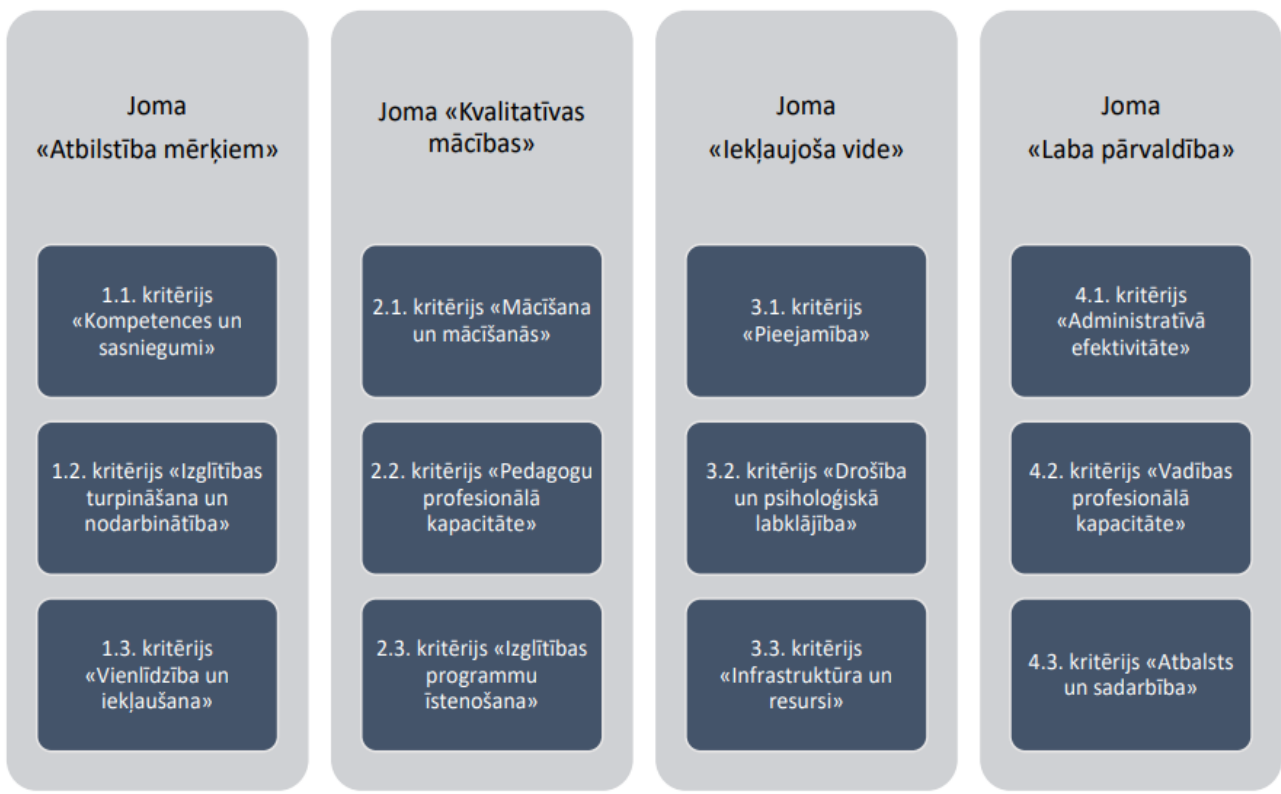 Joma
«Atbilstība mērķiem»
1.1. kritērijs
«Kompetences un
sasniegumi»
1.2. kritērijs «Izglītības
turpināšana un
nodarbinātība»
1.3. kritērijs
«Vienlīdzība un
iekļaušana»
Joma «Kvalitatīvas
mācības»
2.1. kritērijs «Mācīšana
un mācīšanās»
2.2. kritērijs «Pedagogu
profesionālā
kapacitāte»
2.3. kritērijs «Izglītības
programmu
īstenošana»
Joma
«Iekļaujoša vide»
3.1. kritērijs
«Pieejamība»
3.2. kritērijs «Drošība
un psiholoģiskā
labklājība»
3.3. kritērijs
«Infrastruktūra un
resursi»
Joma
«Laba pārvaldība»
4.1. kritērijs
«Administratīvā
efektivitāte»
4.2. kritērijs «Vadības
profesionālā
kapacitāte»
4.3. kritērijs «Atbalsts
un sadarbība»